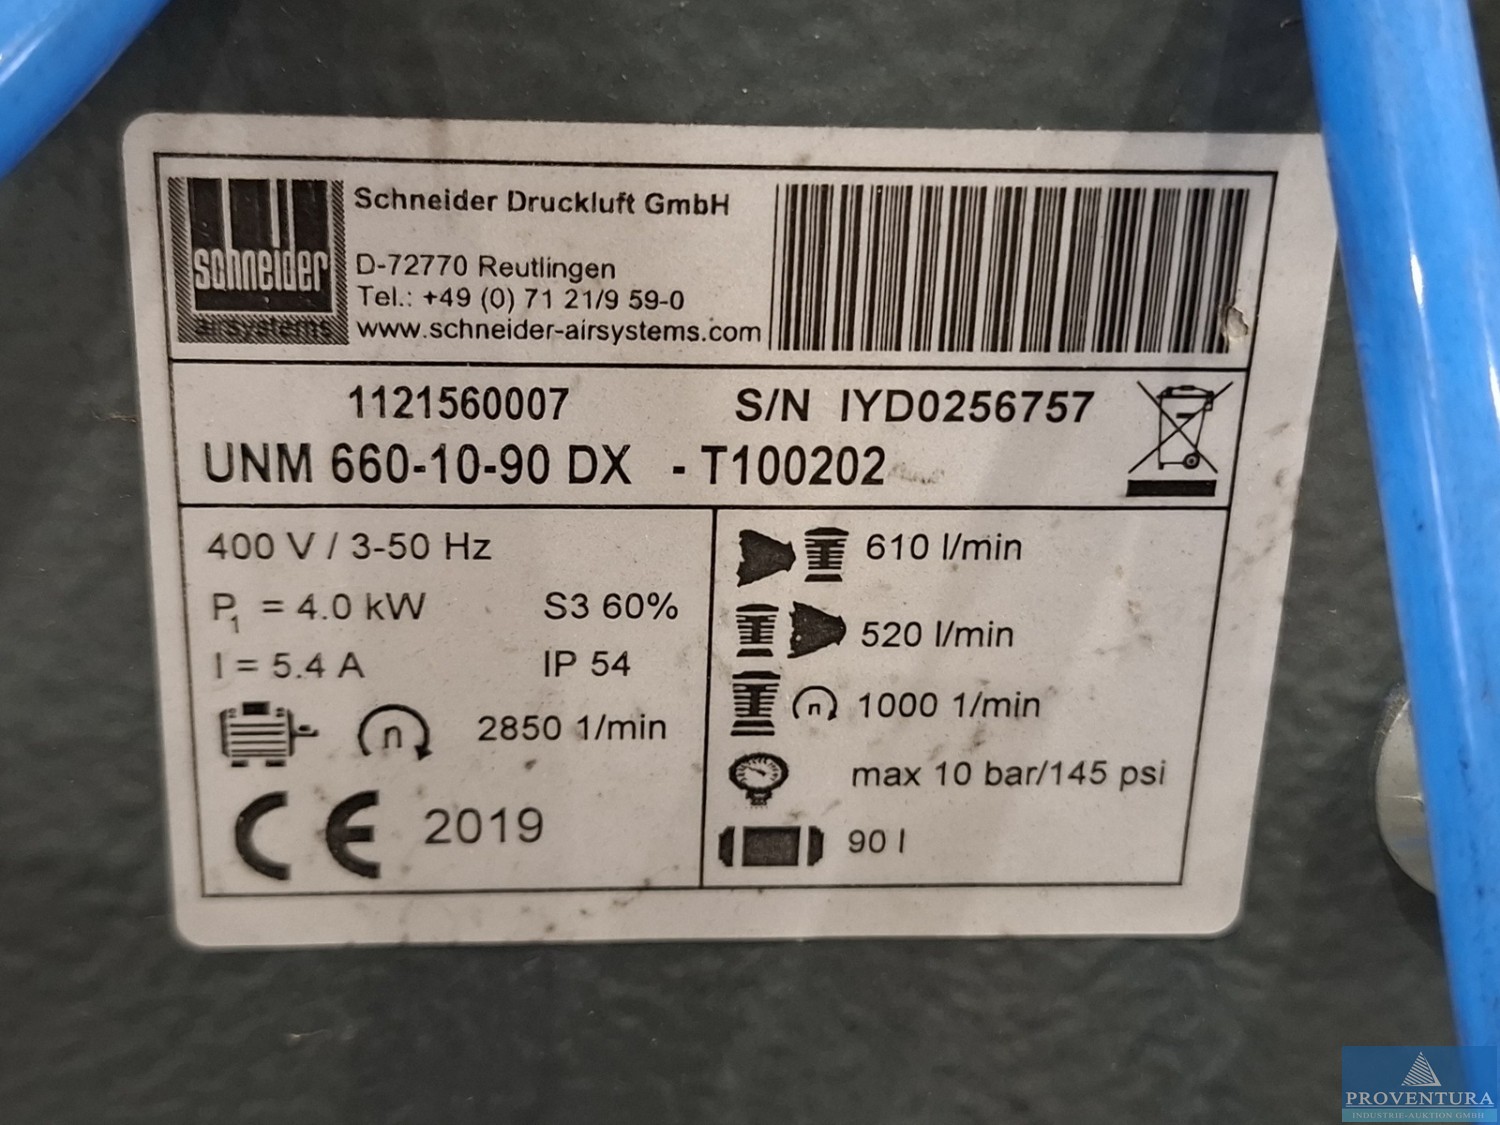 schneider
airsystems
Schneider Druckluft GmbH
D-72770 Reutlingen
Tel.: +49 (0) 71 21/9 59-0
www.schneider-airsystems.com
1121560007 S/N IYD0256757
UNM 660-10-90 DX - T100202
400 V / 3-50 Hz
P1 = 4.0 kW S3 60%
I = 5.4 A IP 54
n 2850 1/min
CE 2019
610 l/min
520 l/min
n 1000 1/min
max 10 bar/145 psi
90 l
PROVENTURA
INDUSTRIE-AUKTION GMBH